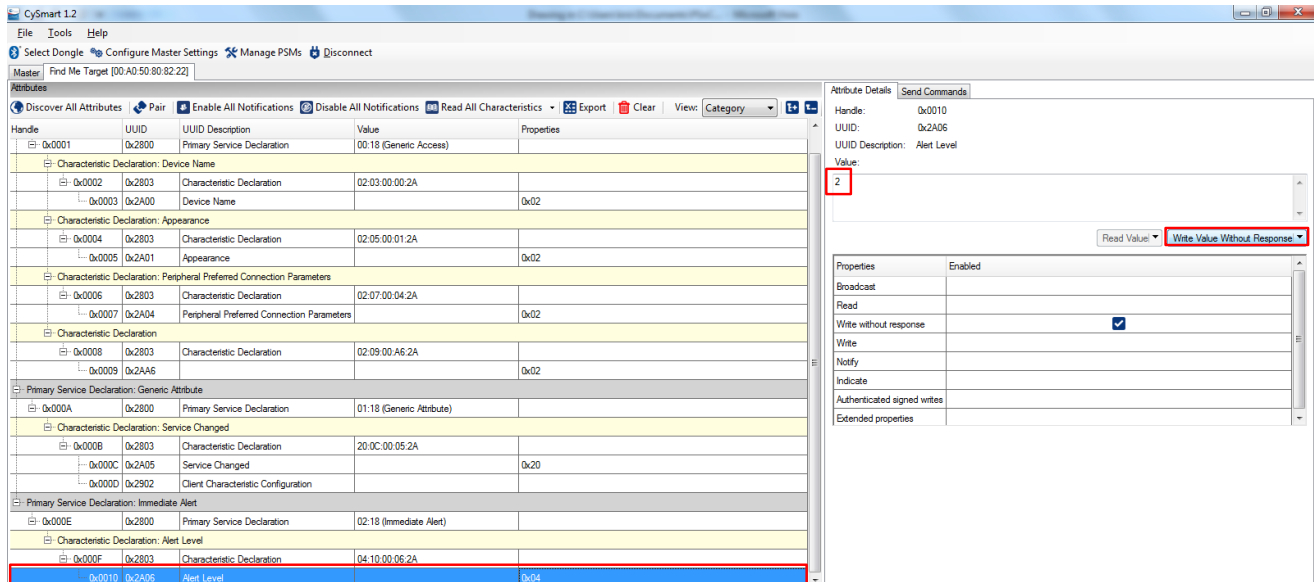 CySmart 1.2
File Tools Help
Select Dongle Configure Master Settings Manage PSMs Disconnect
Master Find Me Target [00:A0:50:80:82:22]
Attributes
Discover All Attributes Pair Enable All Notifications Disable All Notifications Read All Characteristics Export Clear View: Category
Handle UUID UUID Description Value Properties
0x0001 0x2800 Primary Service Declaration 00:18 (Generic Access)
Characteristic Declaration: Device Name
0x0002 0x2803 Characteristic Declaration 02:03:00:00:2A
0x0003 0x2A00 Device Name 0x02
Characteristic Declaration: Appearance
0x0004 0x2803 Characteristic Declaration 02:05:00:01:2A
0x0005 0x2A01 Appearance 0x02
Characteristic Declaration: Peripheral Preferred Connection Parameters
0x0006 0x2803 Characteristic Declaration 02:07:00:04:2A
0x0007 0x2A04 Peripheral Preferred Connection Parameters 0x02
Characteristic Declaration
0x0008 0x2803 Characteristic Declaration 02:09:00:A6:2A
0x0009 0x2AA6 0x02
Primary Service Declaration: Generic Attribute
0x000A 0x2800 Primary Service Declaration 01:18 (Generic Attribute)
Characteristic Declaration: Service Changed
0x000B 0x2803 Characteristic Declaration 20:0C:00:05:2A
0x000C 0x2A05 Service Changed 0x20
0x000D 0x2902 Client Characteristic Configuration
Primary Service Declaration: Immediate Alert
0x000E 0x2800 Primary Service Declaration 02:18 (Immediate Alert)
Characteristic Declaration: Alert Level
0x000F 0x2803 Characteristic Declaration 04:10:00:06:2A
0x0010 0x2A06 Alert Level 0x04
Attribute Details Send Commands
Handle: 0x0010
UUID: 0x2A06
UUID Description: Alert Level
Value:
2
Read Value Write Value Without Response
Properties Enabled
Broadcast
Read
Write without response
Write
Notify
Indicate
Authenticated signed writes
Extended properties